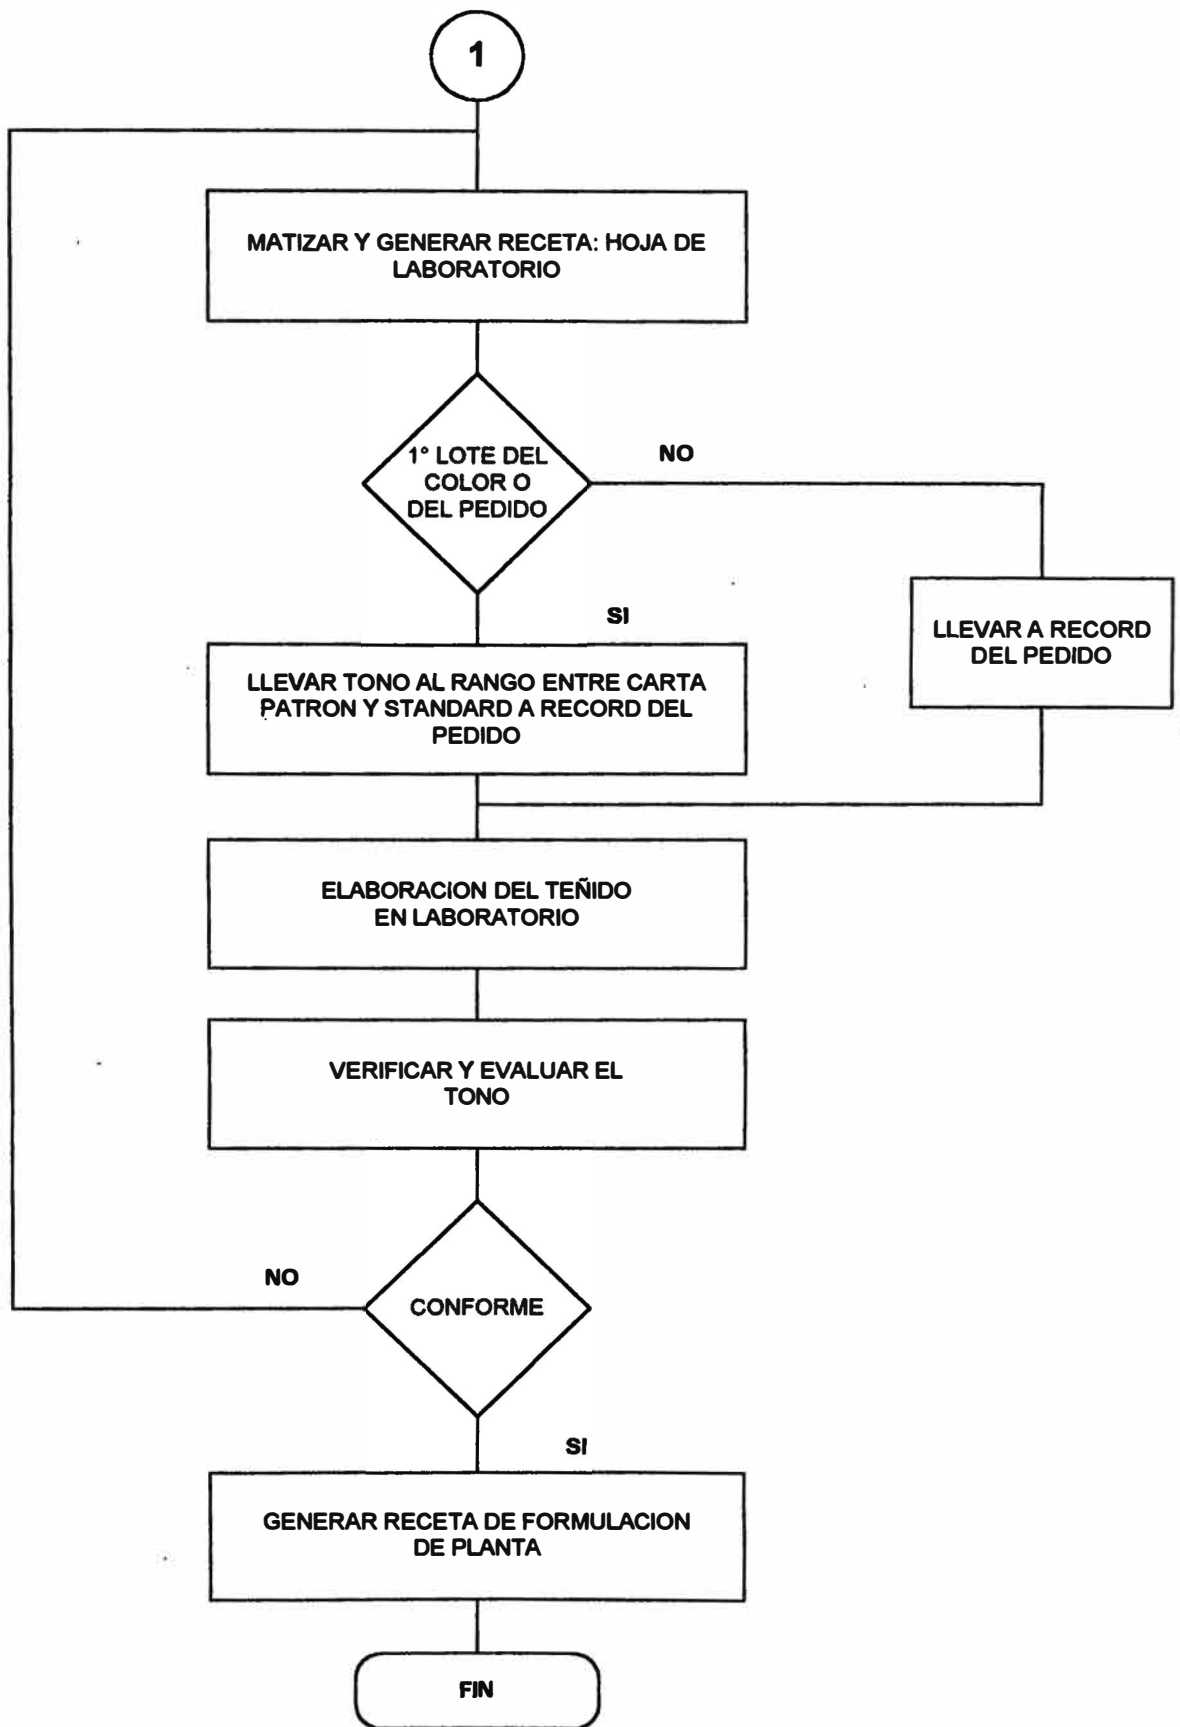 1
MATIZAR Y GENERAR RECETA: HOJA DE
LABORATORIO
1° LOTE DEL
COLOR O
DEL PEDIDO
NO
SI
LLEVAR A RECORD
DEL PEDIDO
LLEVAR TONO AL RANGO ENTRE CARTA
PATRON Y STANDARD A RECORD DEL
PEDIDO
ELABORACION DEL TEÑIDO
EN LABORATORIO
VERIFICAR Y EVALUAR EL
TONO
NO
CONFORME
SI
GENERAR RECETA DE FORMULACION
DE PLANTA
FIN